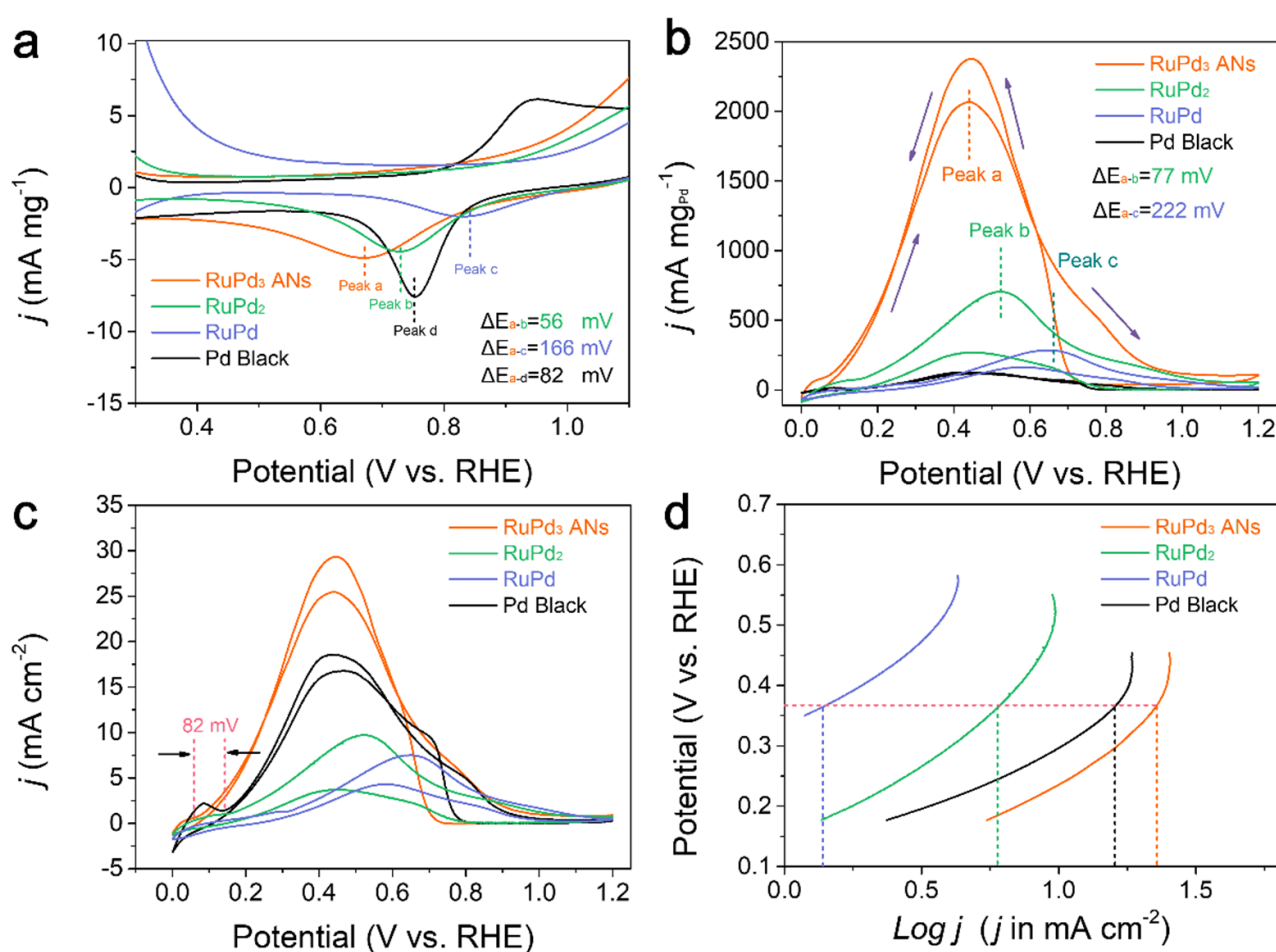 a
10
5
0
-5
-10
-15
j (mA mg⁻¹)
Peak a
Peak b
Peak c
Peak d
RuPd₃ ANs
RuPd₂
RuPd
Pd Black
ΔEa-b=56 mV
ΔEa-c=166 mV
ΔEa-d=82 mV
0.4 0.6 0.8 1.0
Potential (V vs. RHE)
b
2500
2000
1500
1000
500
0
j (mA mgPd⁻¹)
RuPd₃ ANs
RuPd₂
RuPd
Pd Black
ΔEa-b=77 mV
ΔEa-c=222 mV
Peak a
Peak b
Peak c
0.0 0.2 0.4 0.6 0.8 1.0 1.2
Potential (V vs. RHE)
c
35
30
25
20
15
10
5
0
-5
j (mA cm⁻²)
RuPd₃ ANs
RuPd₂
RuPd
Pd Black
82 mV
0.0 0.2 0.4 0.6 0.8 1.0 1.2
Potential (V vs. RHE)
d
0.7
0.6
0.5
0.4
0.3
0.2
0.1
Potential (V vs. RHE)
RuPd₃ ANs
RuPd₂
RuPd
Pd Black
0.0 0.5 1.0 1.5
Log j (j in mA cm⁻²)